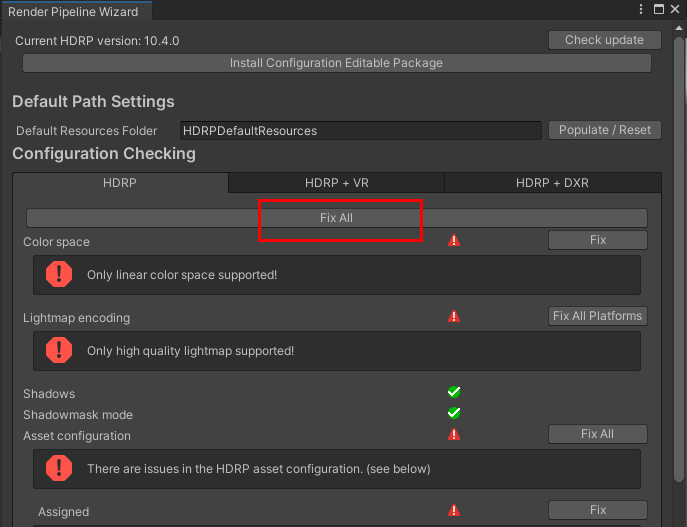 Render Pipeline Wizard
Current HDRP version: 10.4.0
Check update
Install Configuration Editable Package
Default Path Settings
Default Resources Folder
HDRPDefaultResources
Populate / Reset
Configuration Checking
HDRP
HDRP + VR
HDRP + DXR
Fix All
Color space
Fix
Only linear color space supported!
Lightmap encoding
Fix All Platforms
Only high quality lightmap supported!
Shadows
Shadowmask mode
Asset configuration
Fix All
There are issues in the HDRP asset configuration. (see below)
Assigned
Fix